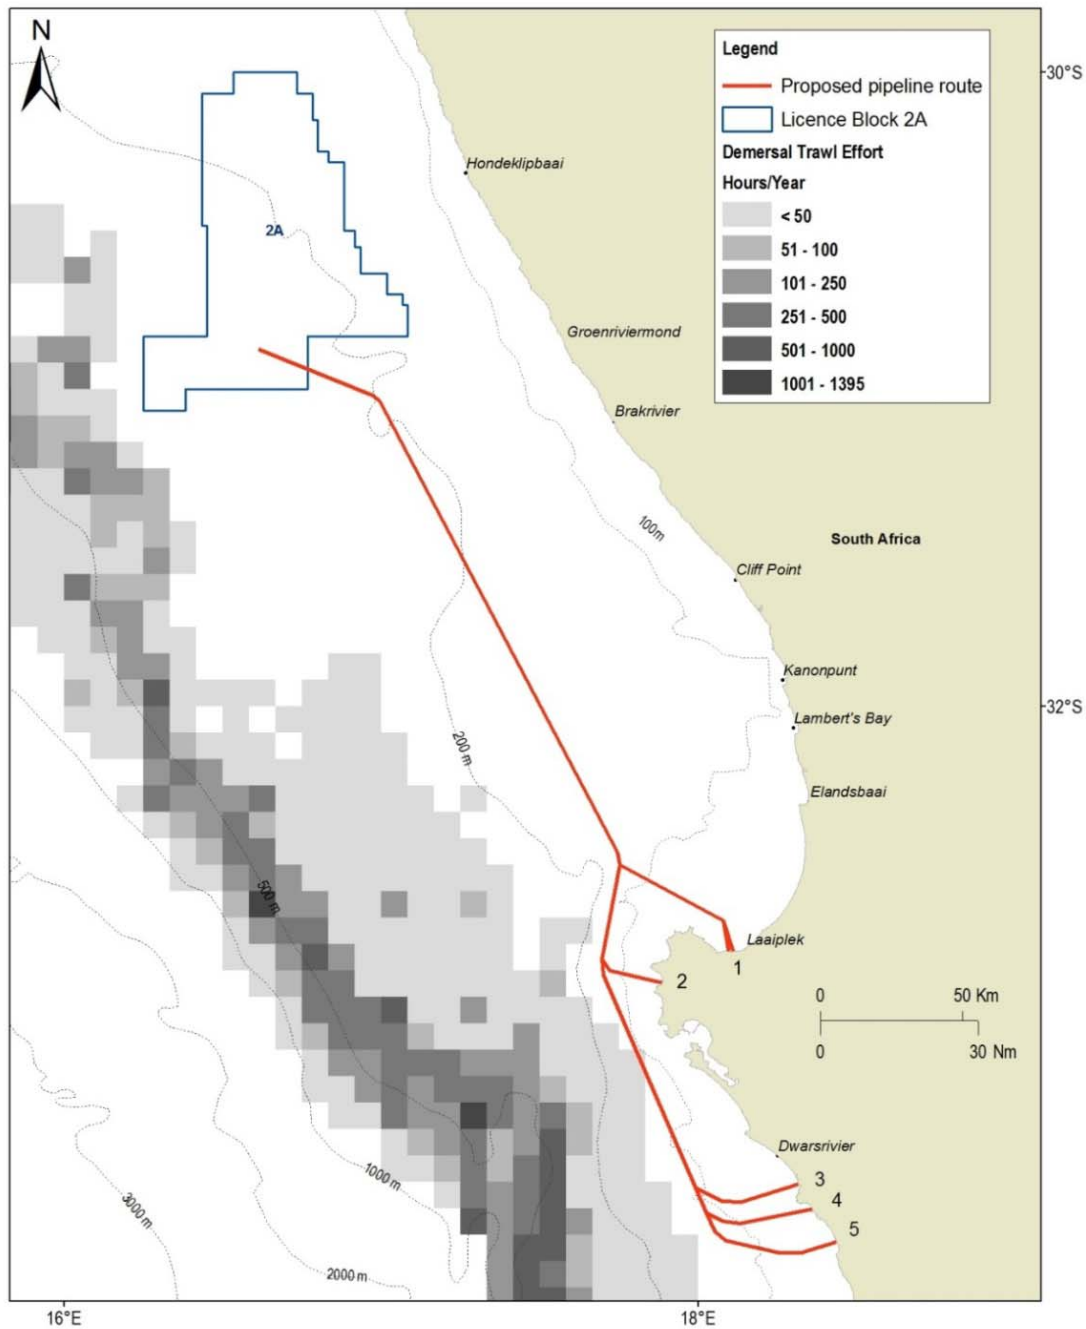 N
Legend
Proposed pipeline route
Licence Block 2A
Demersal Trawl Effort
Hours/Year
< 50
51 - 100
101 - 250
251 - 500
501 - 1000
1001 - 1395
30°S
Hondeklipbaai
2A
Groenriviermond
Brakrivier
100m
South Africa
Cliff Point
Kanonpunt
32°S
Lambert's Bay
200 m
Elandsbaai
500 m
Laaiplek
1
2
0 50 Km
0 30 Nm
Dwarsrivier
1000 m
3
4
3000 m
5
2000 m
16°E 18°E